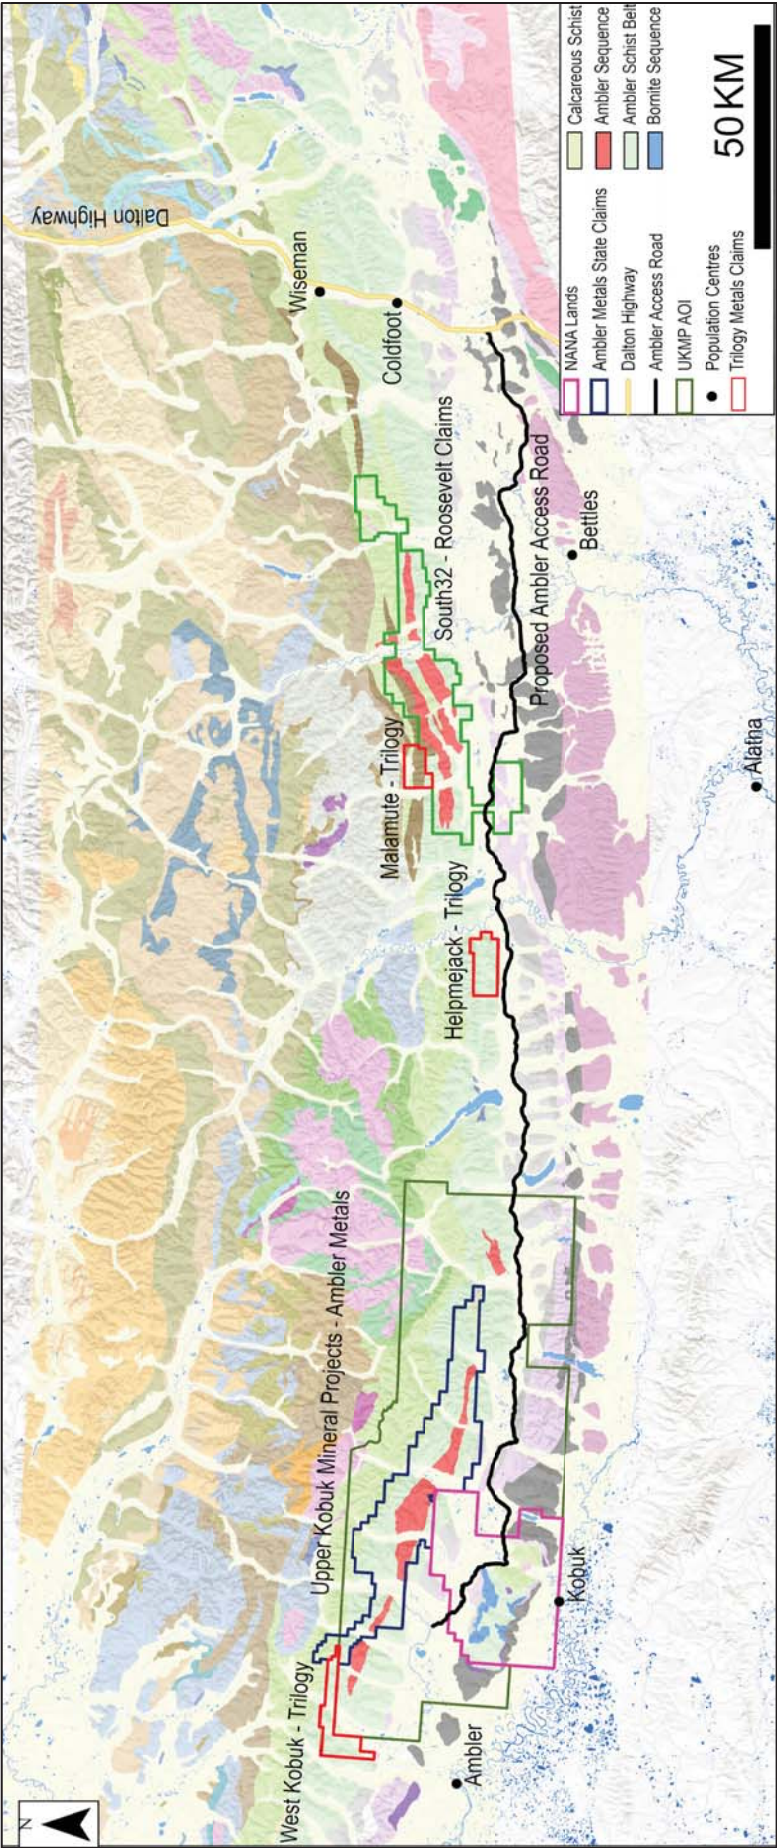 N
West Kobuk - Trilogy
Upper Kobuk Mineral Projects - Ambler Metals
Ambler
Kobuk
Helpmejack - Trilogy
Malamute - Trilogy
South32 - Roosevelt Claims
Proposed Ambler Access Road
Alatna
Bettles
Coldfoot
Wiseman
Dalton Highway
NANA Lands
Ambler Metals State Claims
Dalton Highway
Ambler Access Road
UKMP AOI
Population Centres
Trilogy Metals Claims
Calcareous Schist
Ambler Sequence
Ambler Schist Belt
Bornite Sequence
50 KM